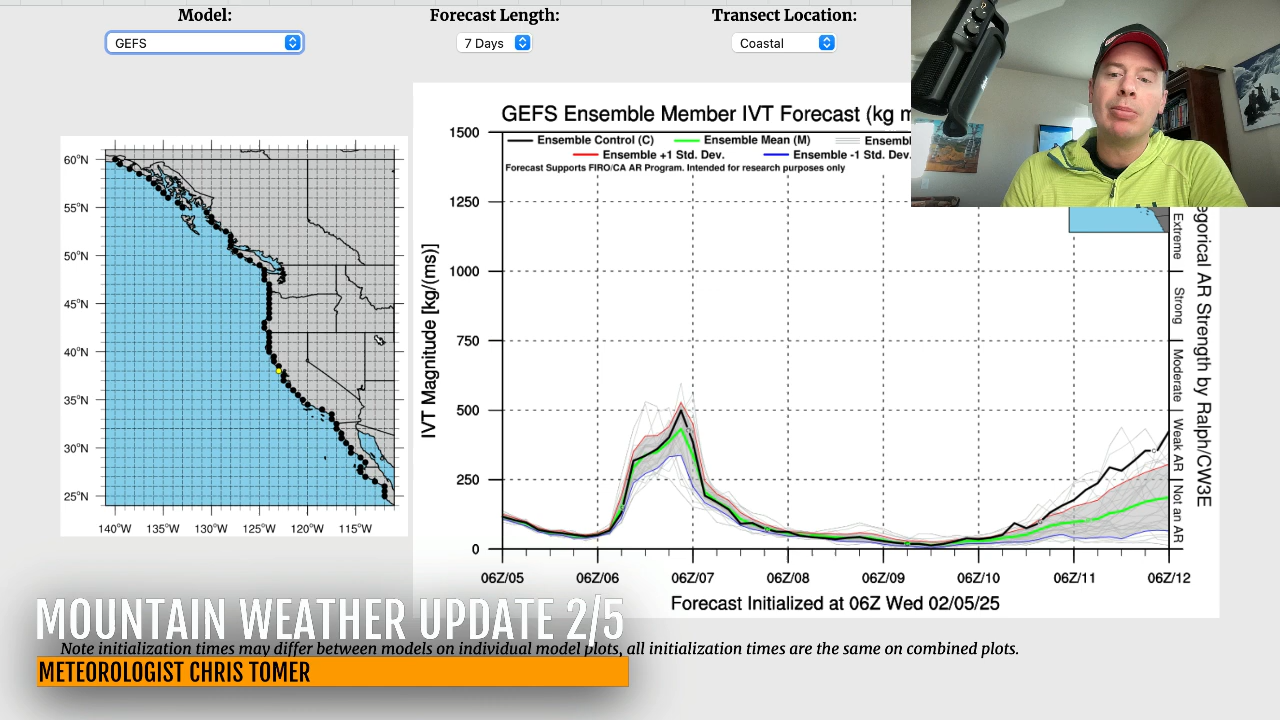 Model:
Forecast Length:
Transect Location:
GEFS
7 Days
Coastal
GEFS Ensemble Member IVT Forecast (kg
Ensemble Control (C)
Ensemble Mean (M)
Ensemble +1 Std. Dev.
Ensemble -1 Std. Dev.
Forecast Supports FIRO/CA AR Program. Intended for research purposes only
IVT Magnitude [kg/(ms)]
1500
1250
1000
750
500
250
0
06Z/05
06Z/06
06Z/07
06Z/08
06Z/09
06Z/10
06Z/11
06Z/12
Forecast Initialized at 06Z Wed 02/05/25
Extreme
Strong
Moderate
Weak AR
Not an AR
AR Strength by Ralph/CW3E
60°N
55°N
50°N
45°N
40°N
35°N
30°N
25°N
140°W
135°W
130°W
125°W
120°W
115°W
MOUNTAIN WEATHER UPDATE 2/5
Note initialization times may differ between models on individual model plots, all initialization times are the same on combined plots.
METEOROLOGIST CHRIS TOMER